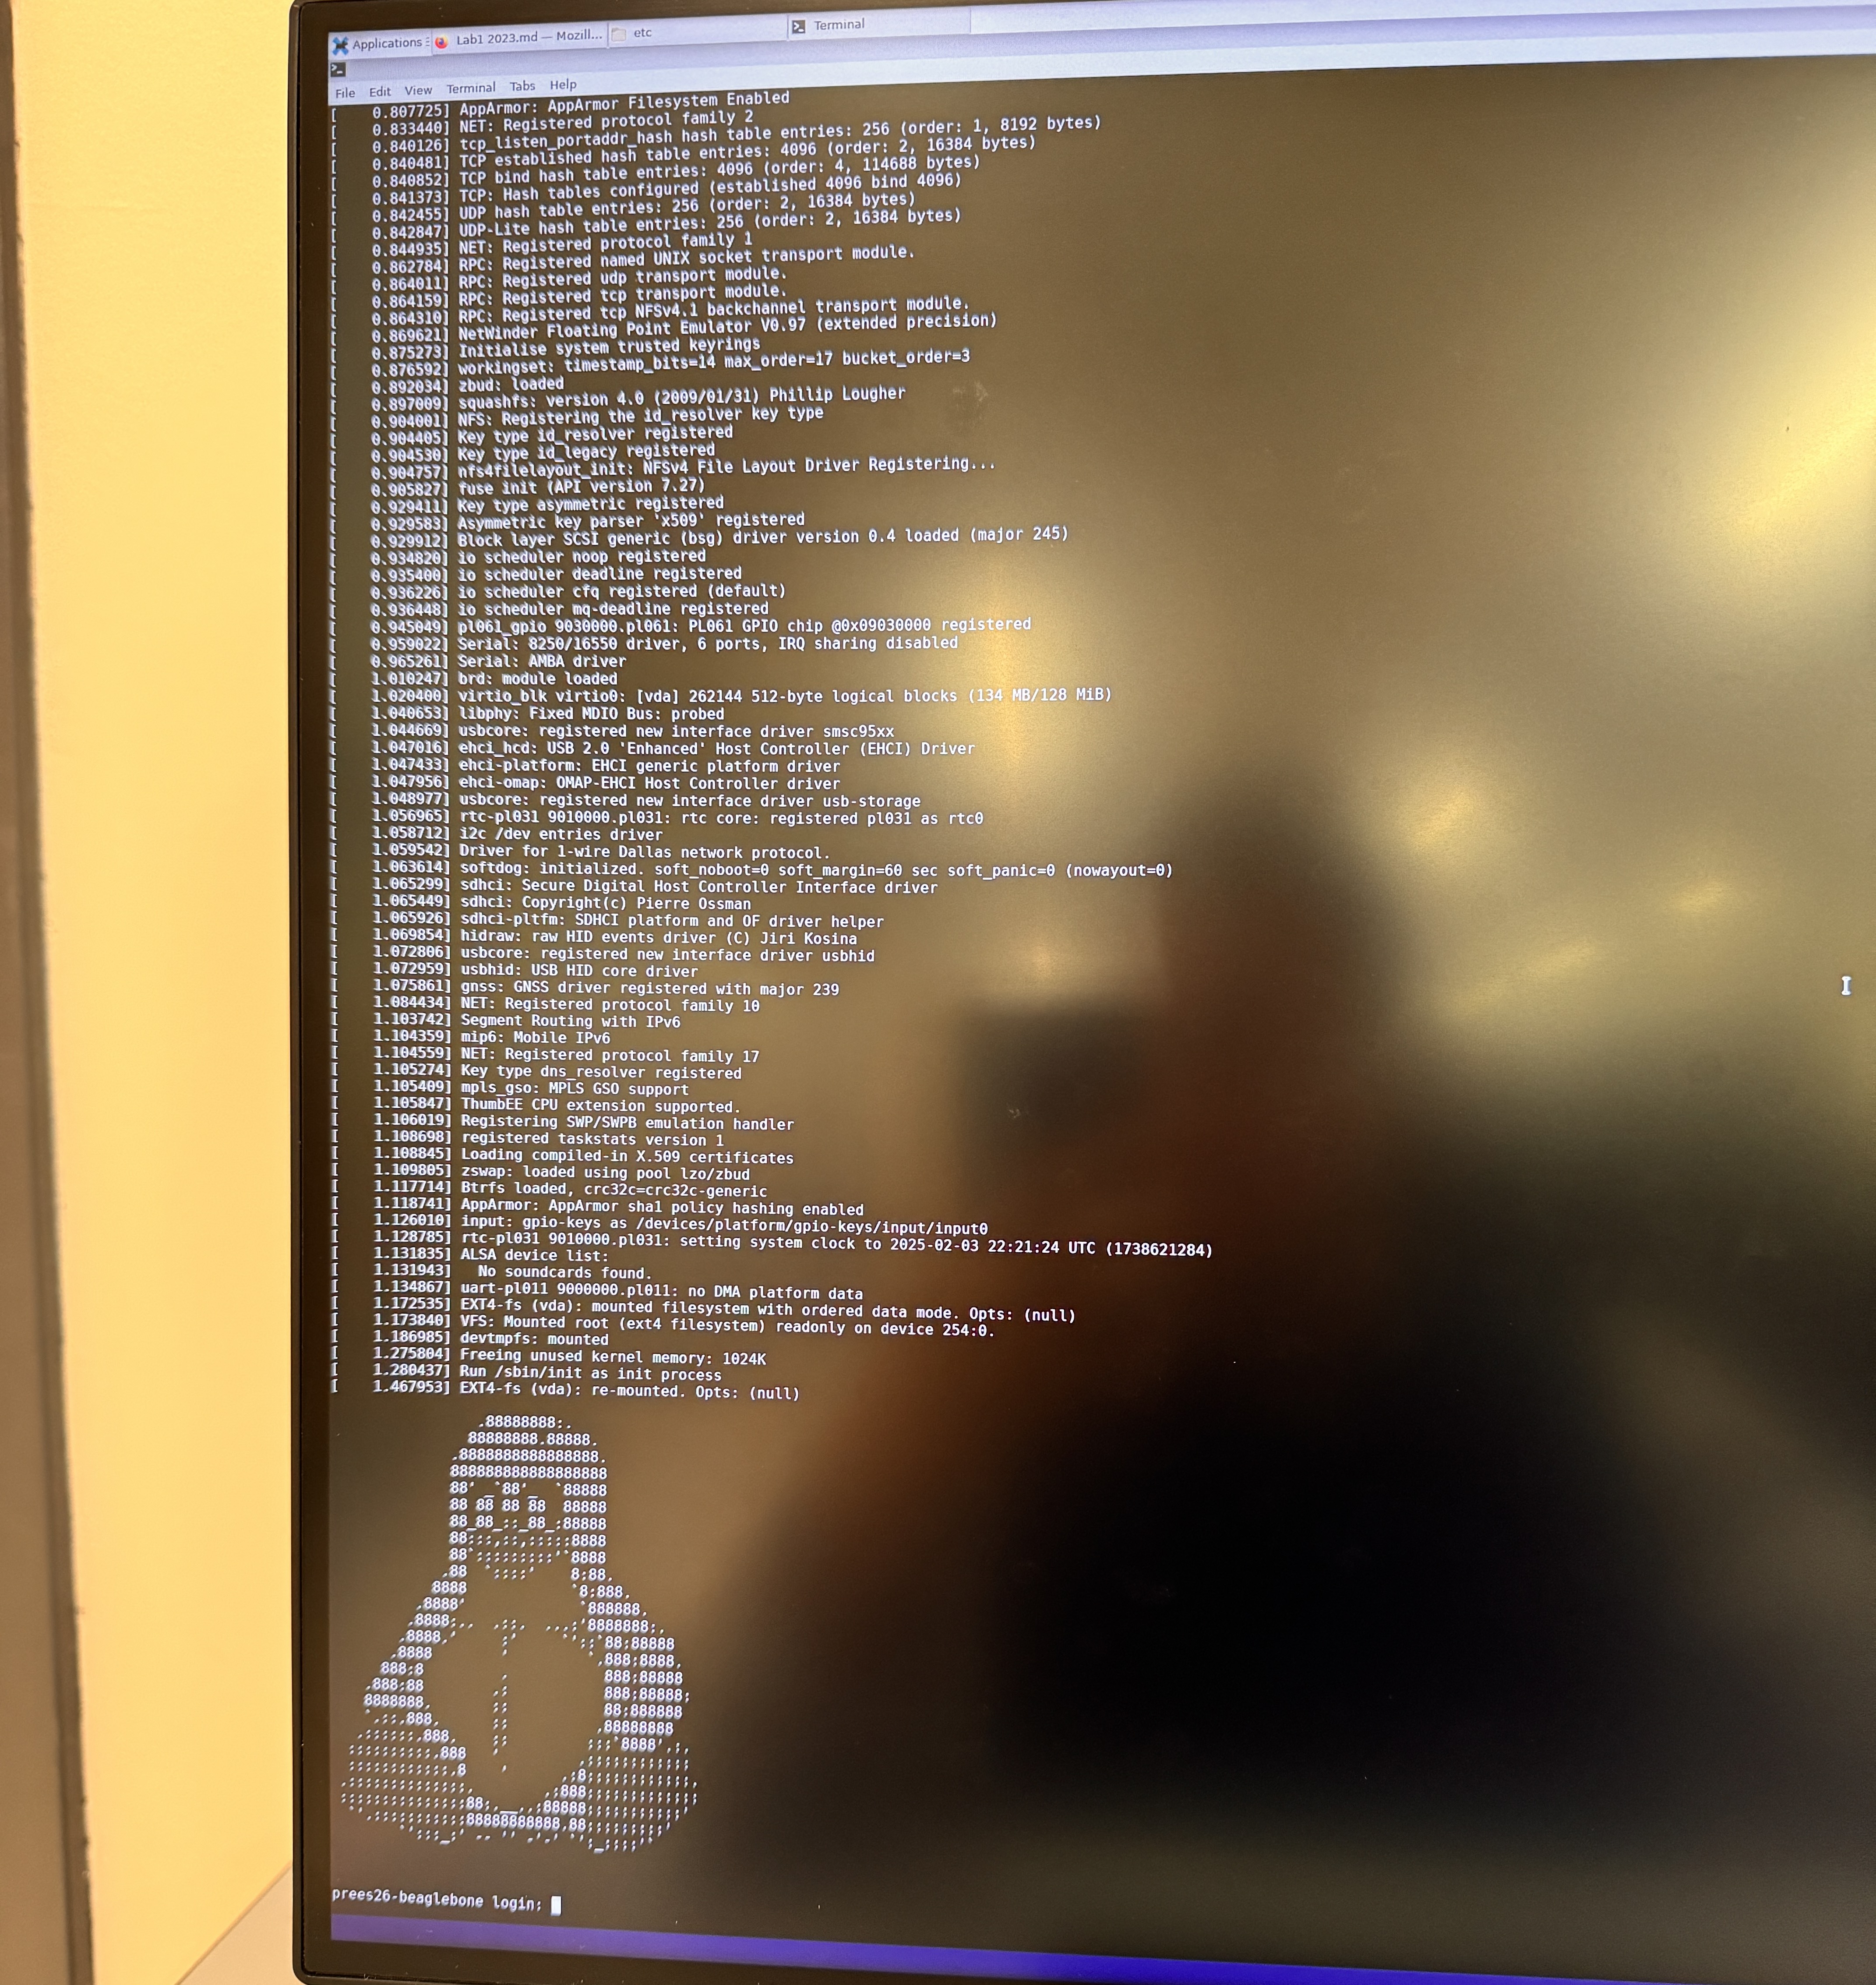 Applications
Lab1 2023.md — Mozill...
etc
Terminal
File Edit View Terminal Tabs Help
[    0.807725] AppArmor: AppArmor Filesystem Enabled
[    0.833440] NET: Registered protocol family 2
[    0.840126] tcp_listen_portaddr_hash hash table entries: 256 (order: 1, 8192 bytes)
[    0.840481] TCP established hash table entries: 4096 (order: 2, 16384 bytes)
[    0.840852] TCP bind hash table entries: 4096 (order: 4, 114688 bytes)
[    0.841373] TCP: Hash tables configured (established 4096 bind 4096)
[    0.842455] UDP hash table entries: 256 (order: 2, 16384 bytes)
[    0.842847] UDP-Lite hash table entries: 256 (order: 2, 16384 bytes)
[    0.844935] NET: Registered protocol family 1
[    0.862784] RPC: Registered named UNIX socket transport module.
[    0.864011] RPC: Registered udp transport module.
[    0.864159] RPC: Registered tcp transport module.
[    0.864310] RPC: Registered tcp NFSv4.1 backchannel transport module.
[    0.869621] NetWinder Floating Point Emulator V0.97 (extended precision)
[    0.875273] Initialise system trusted keyrings
[    0.876592] workingset: timestamp_bits=14 max_order=17 bucket_order=3
[    0.892034] zbud: loaded
[    0.897009] squashfs: version 4.0 (2009/01/31) Phillip Lougher
[    0.904001] NFS: Registering the id_resolver key type
[    0.904405] Key type id_resolver registered
[    0.904530] Key type id_legacy registered
[    0.904757] nfs4filelayout_init: NFSv4 File Layout Driver Registering...
[    0.905827] fuse init (API version 7.27)
[    0.929411] Key type asymmetric registered
[    0.929583] Asymmetric key parser 'x509' registered
[    0.929912] Block layer SCSI generic (bsg) driver version 0.4 loaded (major 245)
[    0.934820] io scheduler noop registered
[    0.935400] io scheduler deadline registered
[    0.936226] io scheduler cfq registered (default)
[    0.936448] io scheduler mq-deadline registered
[    0.945049] pl061_gpio 9030000.pl061: PL061 GPIO chip @0x09030000 registered
[    0.959022] Serial: 8250/16550 driver, 6 ports, IRQ sharing disabled
[    0.965261] Serial: AMBA driver
[    1.010247] brd: module loaded
[    1.020400] virtio_blk virtio0: [vda] 262144 512-byte logical blocks (134 MB/128 MiB)
[    1.040653] libphy: Fixed MDIO Bus: probed
[    1.044669] usbcore: registered new interface driver smsc95xx
[    1.047016] ehci_hcd: USB 2.0 'Enhanced' Host Controller (EHCI) Driver
[    1.047433] ehci-platform: EHCI generic platform driver
[    1.047956] ehci-omap: OMAP-EHCI Host Controller driver
[    1.048977] usbcore: registered new interface driver usb-storage
[    1.056965] rtc-pl031 9010000.pl031: rtc core: registered pl031 as rtc0
[    1.058712] i2c /dev entries driver
[    1.059542] Driver for 1-wire Dallas network protocol.
[    1.063614] softdog: initialized. soft_noboot=0 soft_margin=60 sec soft_panic=0 (nowayout=0)
[    1.065299] sdhci: Secure Digital Host Controller Interface driver
[    1.065449] sdhci: Copyright(c) Pierre Ossman
[    1.065926] sdhci-pltfm: SDHCI platform and OF driver helper
[    1.069854] hidraw: raw HID events driver (C) Jiri Kosina
[    1.072806] usbcore: registered new interface driver usbhid
[    1.072959] usbhid: USB HID core driver
[    1.075861] gnss: GNSS driver registered with major 239
[    1.084434] NET: Registered protocol family 10
[    1.103742] Segment Routing with IPv6
[    1.104359] mip6: Mobile IPv6
[    1.104559] NET: Registered protocol family 17
[    1.105274] Key type dns_resolver registered
[    1.105409] mpls_gso: MPLS GSO support
[    1.105847] ThumbEE CPU extension supported.
[    1.106019] Registering SWP/SWPB emulation handler
[    1.108698] registered taskstats version 1
[    1.108845] Loading compiled-in X.509 certificates
[    1.109805] zswap: loaded using pool lzo/zbud
[    1.117714] Btrfs loaded, crc32c=crc32c-generic
[    1.118741] AppArmor: AppArmor sha1 policy hashing enabled
[    1.126010] input: gpio-keys as /devices/platform/gpio-keys/input/input0
[    1.128785] rtc-pl031 9010000.pl031: setting system clock to 2025-02-03 22:21:24 UTC (1738621284)
[    1.131835] ALSA device list:
[    1.131943]   No soundcards found.
[    1.134867] uart-pl011 9000000.pl011: no DMA platform data
[    1.172535] EXT4-fs (vda): mounted filesystem with ordered data mode. Opts: (null)
[    1.173840] VFS: Mounted root (ext4 filesystem) readonly on device 254:0.
[    1.186985] devtmpfs: mounted
[    1.275804] Freeing unused kernel memory: 1024K
[    1.280437] Run /sbin/init as init process
[    1.467953] EXT4-fs (vda): re-mounted. Opts: (null)
prees26-beaglebone login: